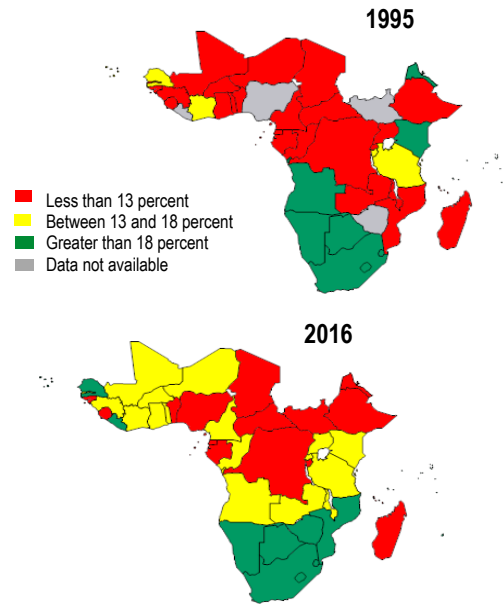 1995
Less than 13 percent
Between 13 and 18 percent
Greater than 18 percent
Data not available
2016